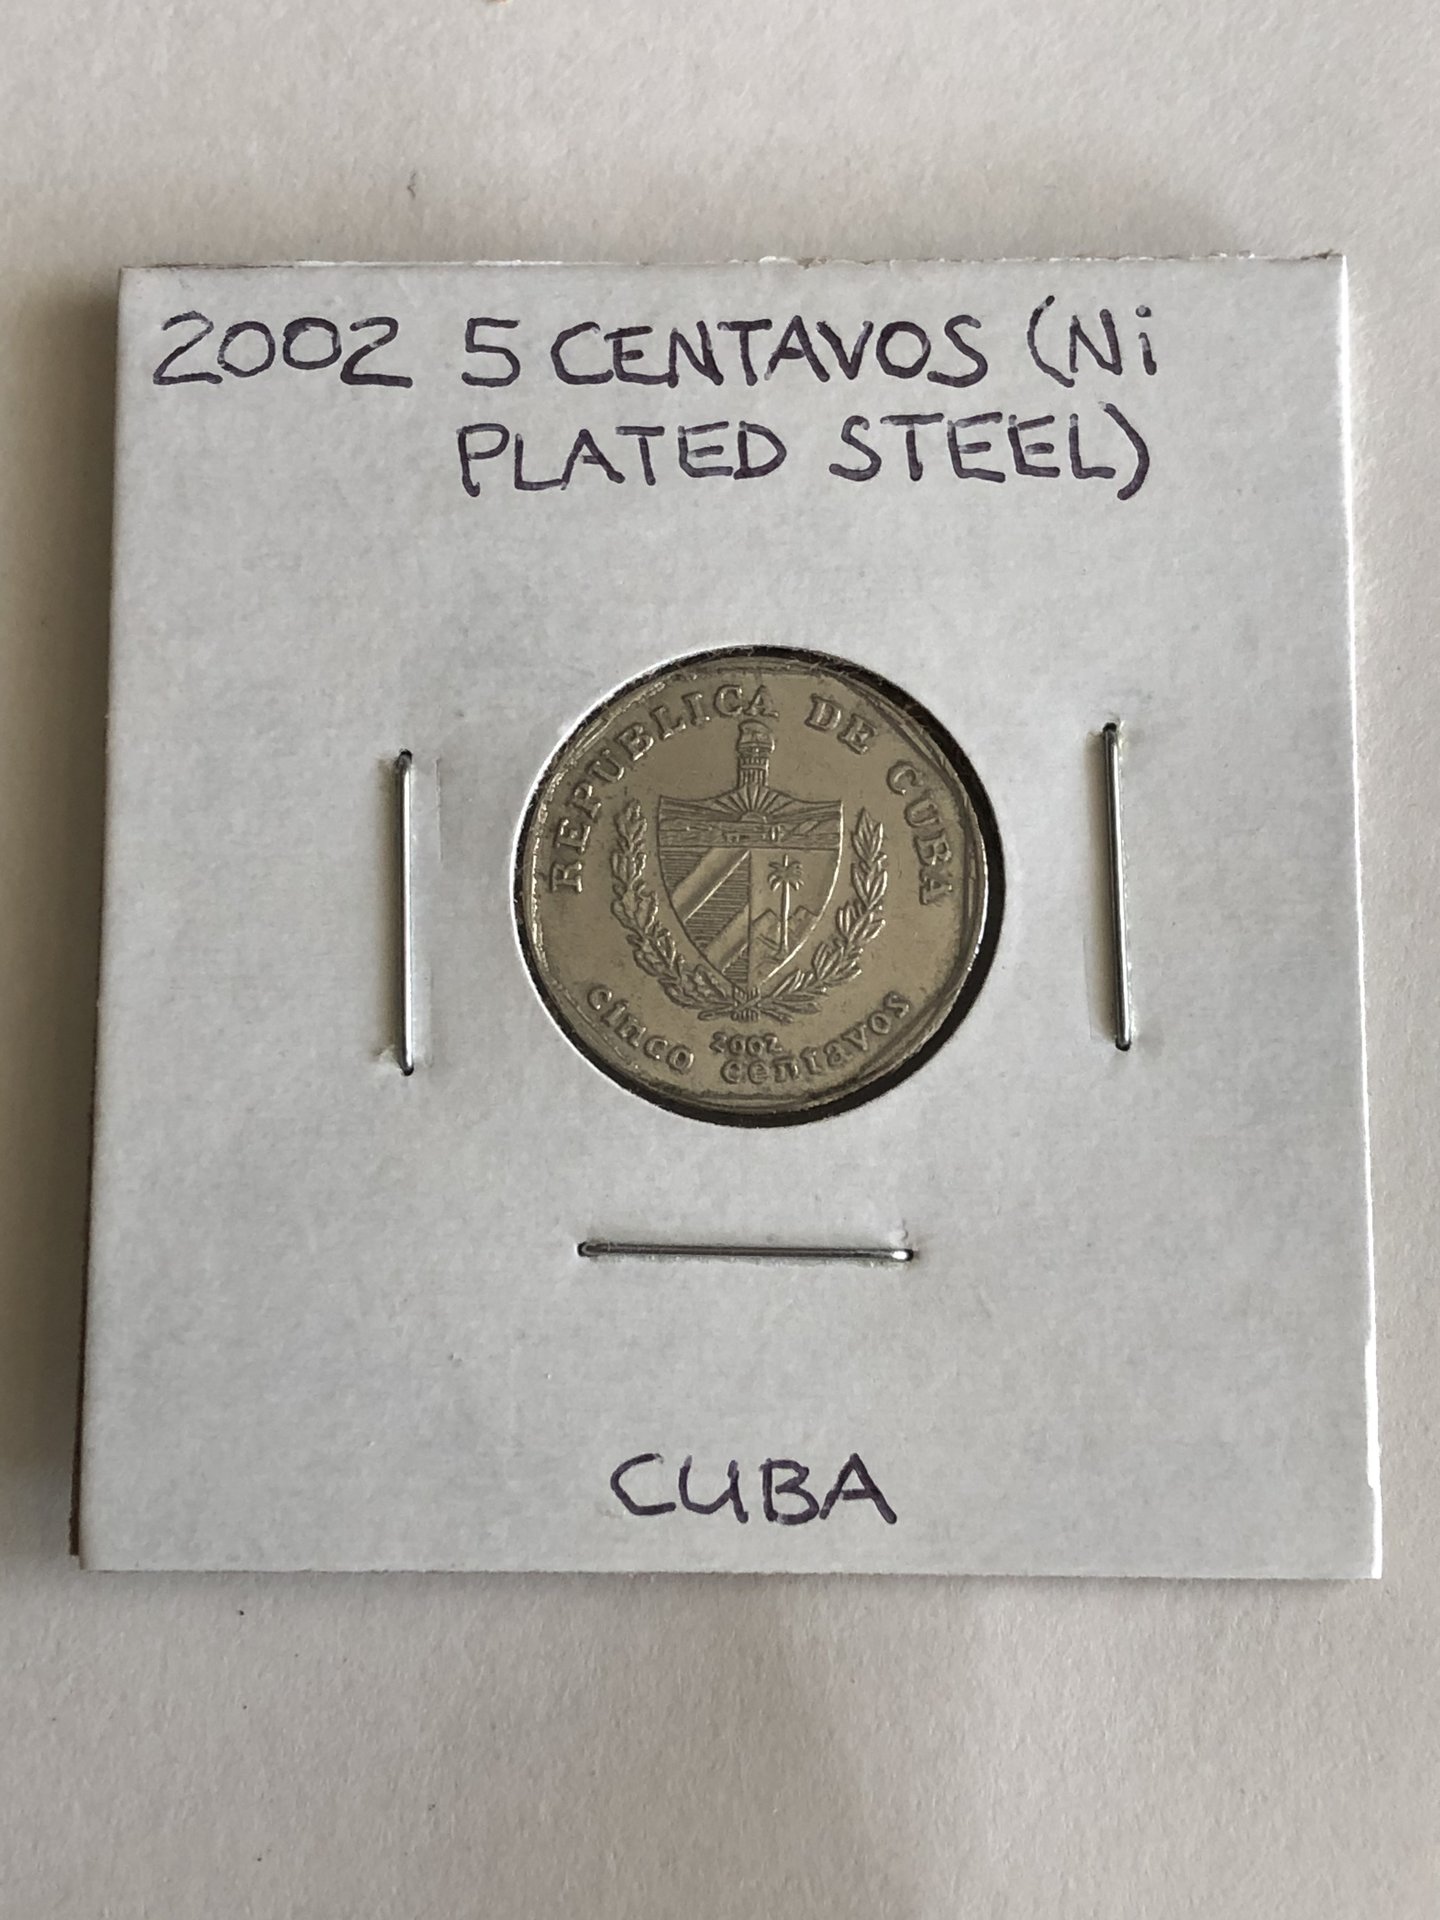 2002 5 CENTAVOS (Ni
PLATED STEEL)
REPUBLICA DE CUBA
2002
cinco centavos
CUBA